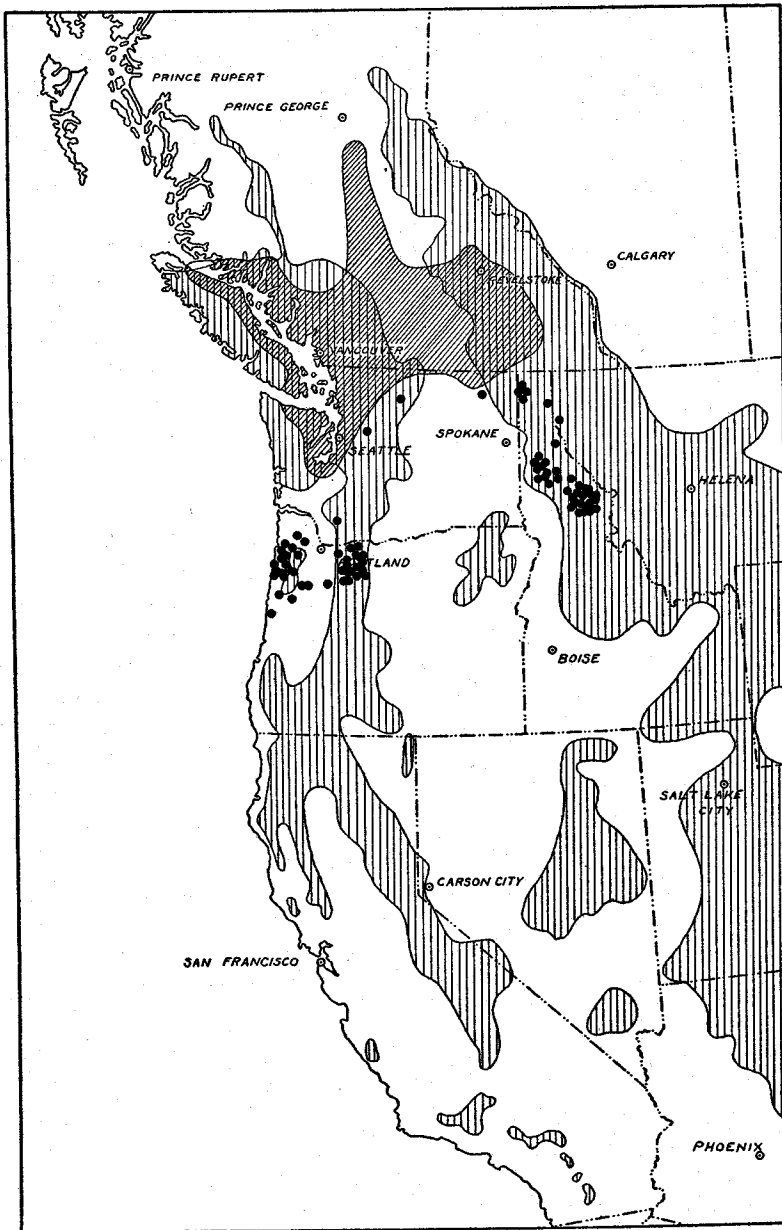 PRINCE RUPERT
PRINCE GEORGE
CALGARY
REVELSTOKE
VANCOUVER
SPOKANE
SEATTLE
HELENA
TLAND
BOISE
SALT LAKE
CITY
CARSON CITY
SAN FRANCISCO
PHOENIX